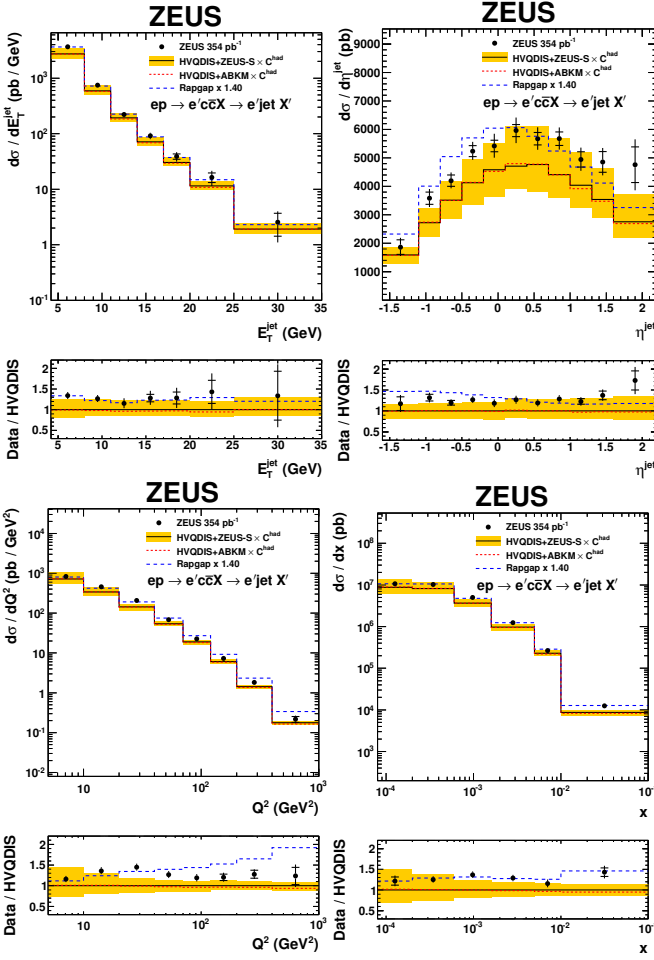 ZEUS
dσ / dE_T^jet (pb / GeV)
10³
10²
10
1
10⁻¹
ZEUS 354 pb⁻¹
HVQDIS+ZEUS-S × C^had
HVQDIS+ABKM × C^had
Rapgap x 1.40
ep → e'cc̅X → e'jet X'
5 10 15 20 25 30 35
E_T^jet (GeV)
Data / HVQDIS
2
1.5
1
0.5
5 10 15 20 25 30 35
E_T^jet (GeV)
ZEUS
dσ / dη^jet (pb)
9000
8000
7000
6000
5000
4000
3000
2000
1000
ZEUS 354 pb⁻¹
HVQDIS+ZEUS-S × C^had
HVQDIS+ABKM × C^had
Rapgap x 1.40
ep → e'cc̅X → e'jet X'
-1.5 -1 -0.5 0 0.5 1 1.5 2
η^jet
Data / HVQDIS
2
1.5
1
0.5
-1.5 -1 -0.5 0 0.5 1 1.5 2
η^jet
ZEUS
dσ / dQ² (pb / GeV²)
10⁴
10³
10²
10
1
10⁻¹
10⁻²
ZEUS 354 pb⁻¹
HVQDIS+ZEUS-S × C^had
HVQDIS+ABKM × C^had
Rapgap x 1.40
ep → e'cc̅X → e'jet X'
10 10² 10³
Q² (GeV²)
Data / HVQDIS
2
1.5
1
0.5
10 10² 10³
Q² (GeV²)
ZEUS
dσ / dx (pb)
10⁹
10⁸
10⁷
10⁶
10⁵
10⁴
10³
10²
ZEUS 354 pb⁻¹
HVQDIS+ZEUS-S × C^had
HVQDIS+ABKM × C^had
Rapgap x 1.40
ep → e'cc̅X → e'jet X'
10⁻⁴ 10⁻³ 10⁻² 10⁻¹
x
Data / HVQDIS
2
1.5
1
0.5
10⁻⁴ 10⁻³ 10⁻² 10⁻¹
x